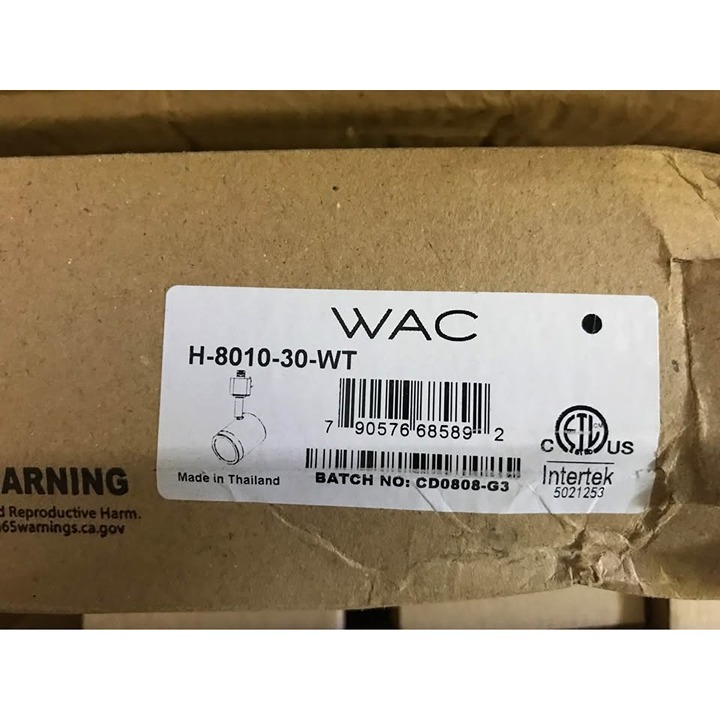 WAC
H-8010-30-WT
7 90576 68589 2
Made in Thailand
BATCH NO: CD0808-G3
ETL
C US
Intertek
5021253
ARNING
d Reproductive Harm.
65warnings.ca.gov